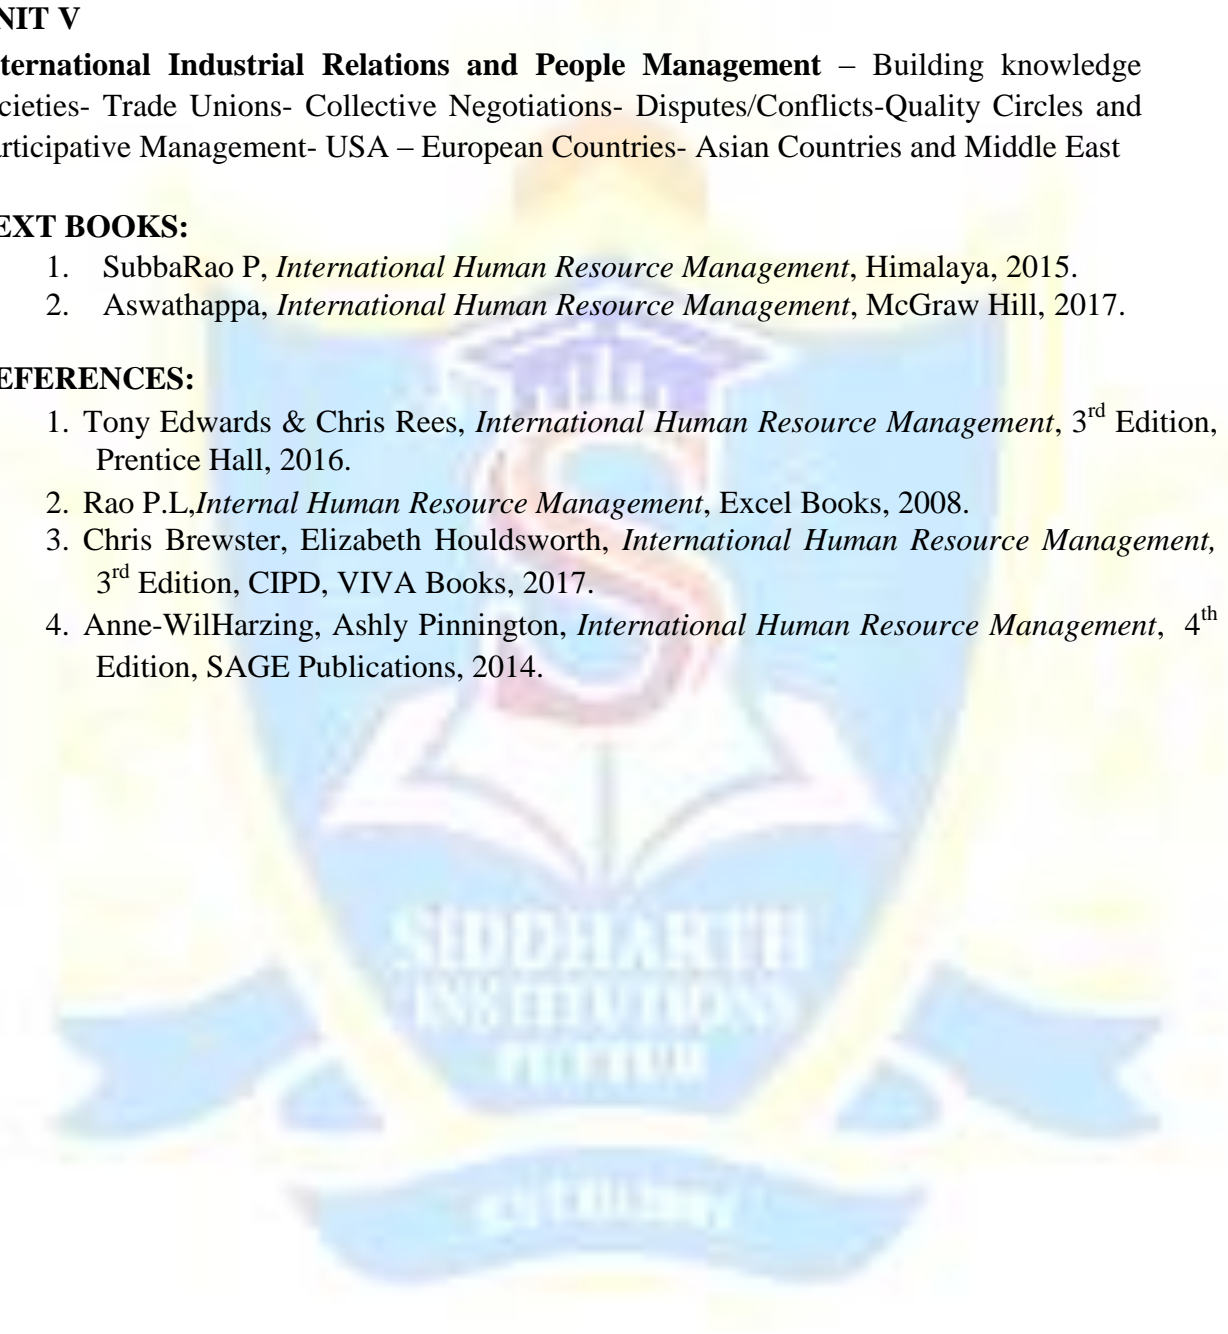 NIT V
ternational Industrial Relations and People Management – Building knowledge
cieties- Trade Unions- Collective Negotiations- Disputes/Conflicts-Quality Circles and
articipative Management- USA – European Countries- Asian Countries and Middle East
EXT BOOKS:
1. SubbaRao P, International Human Resource Management, Himalaya, 2015.
2. Aswathappa, International Human Resource Management, McGraw Hill, 2017.
EFERENCES:
1. Tony Edwards & Chris Rees, International Human Resource Management, 3rd Edition,
Prentice Hall, 2016.
2. Rao P.L,Internal Human Resource Management, Excel Books, 2008.
3. Chris Brewster, Elizabeth Houldsworth, International Human Resource Management,
3rd Edition, CIPD, VIVA Books, 2017.
4. Anne-WilHarzing, Ashly Pinnington, International Human Resource Management, 4th
Edition, SAGE Publications, 2014.
SIDDHARTH
INSTITUTIONS
PUTTUR